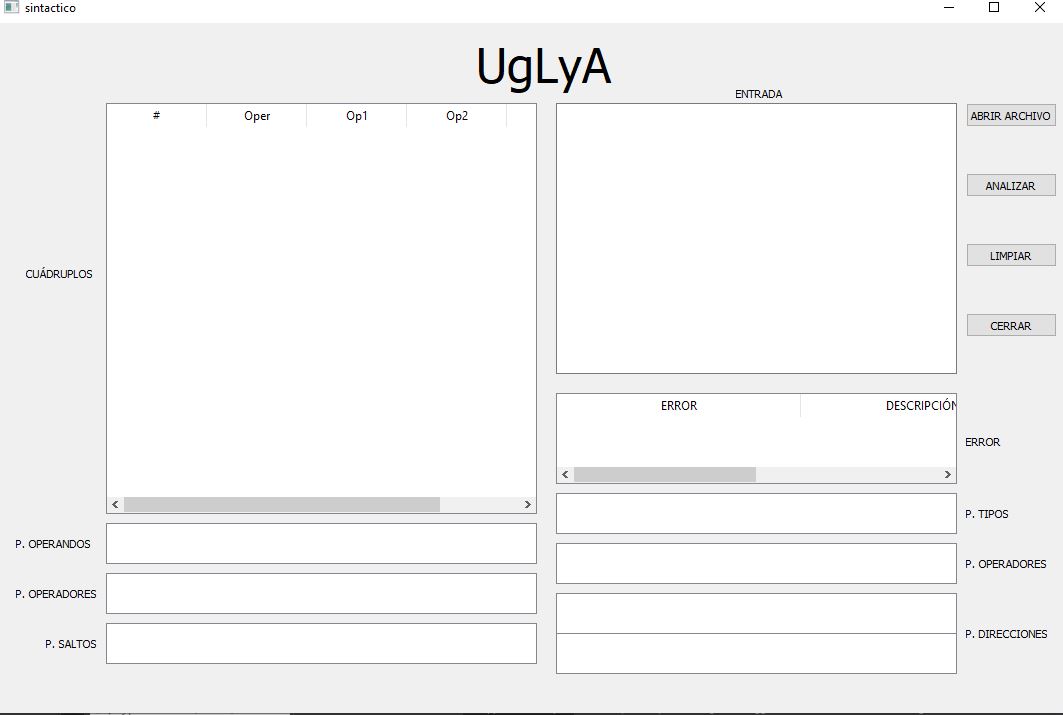 sintactico
UgLyA
ENTRADA
# Oper Op1 Op2
ABRIR ARCHIVO
ANALIZAR
LIMPIAR
CERRAR
CUÁDRUPLOS
ERROR DESCRIPCIÓN
ERROR
P. OPERANDOS
P. OPERADORES
P. SALTOS
P. TIPOS
P. OPERADORES
P. DIRECCIONES